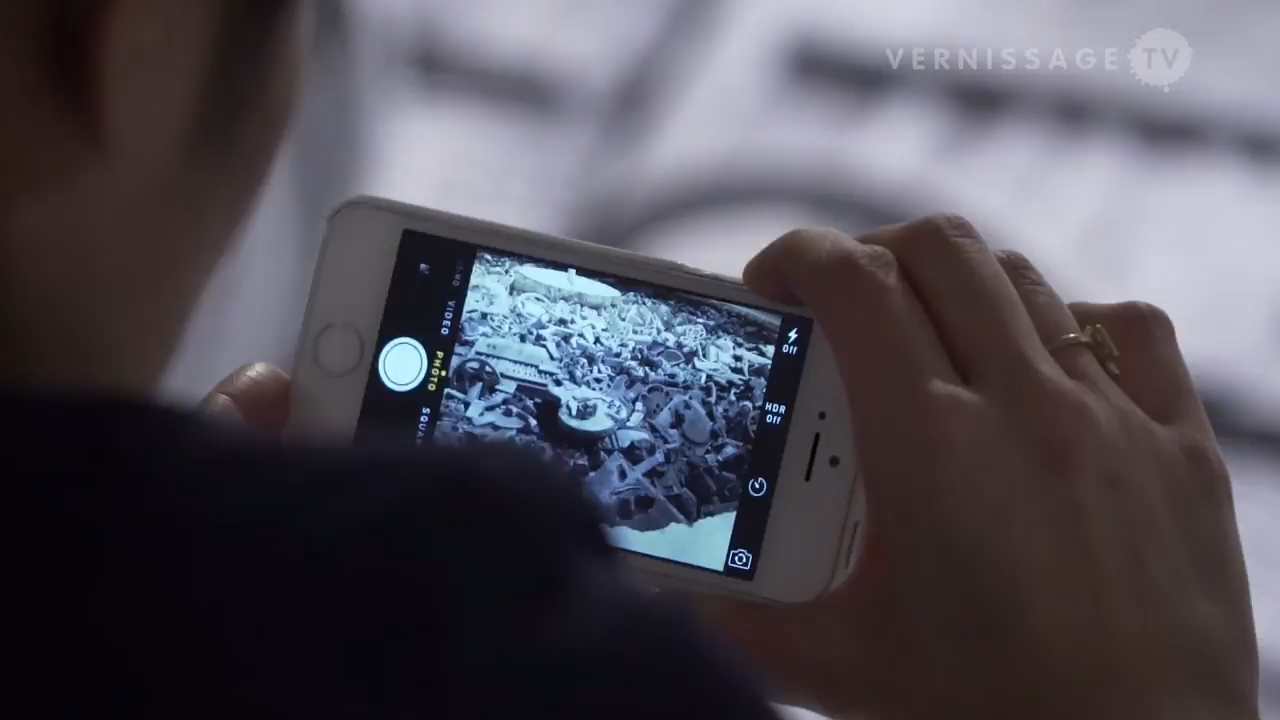 VERNISSAGE TV
VIDEO
PHOTO
Off
HDR
Off